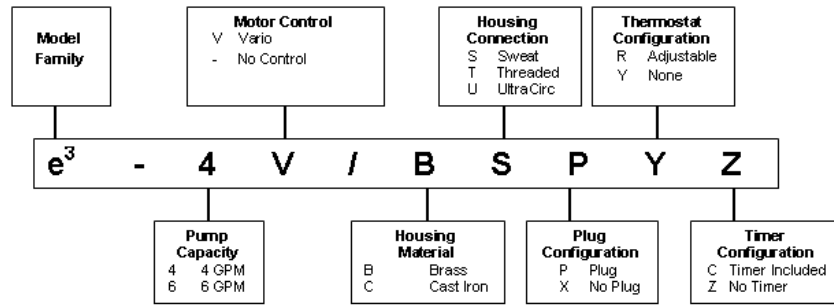 Model
Family
Motor Control
V Vario
- No Control
Housing
Connection
S Sweat
T Threaded
U UltraCirc
Thermostat
Configuration
R Adjustable
Y None
e³ - 4 V / B S P Y Z
Pump
Capacity
4 4 GPM
6 6 GPM
Housing
Material
B Brass
C Cast Iron
Plug
Configuration
P Plug
X No Plug
Timer
Configuration
C Timer Included
Z No Timer